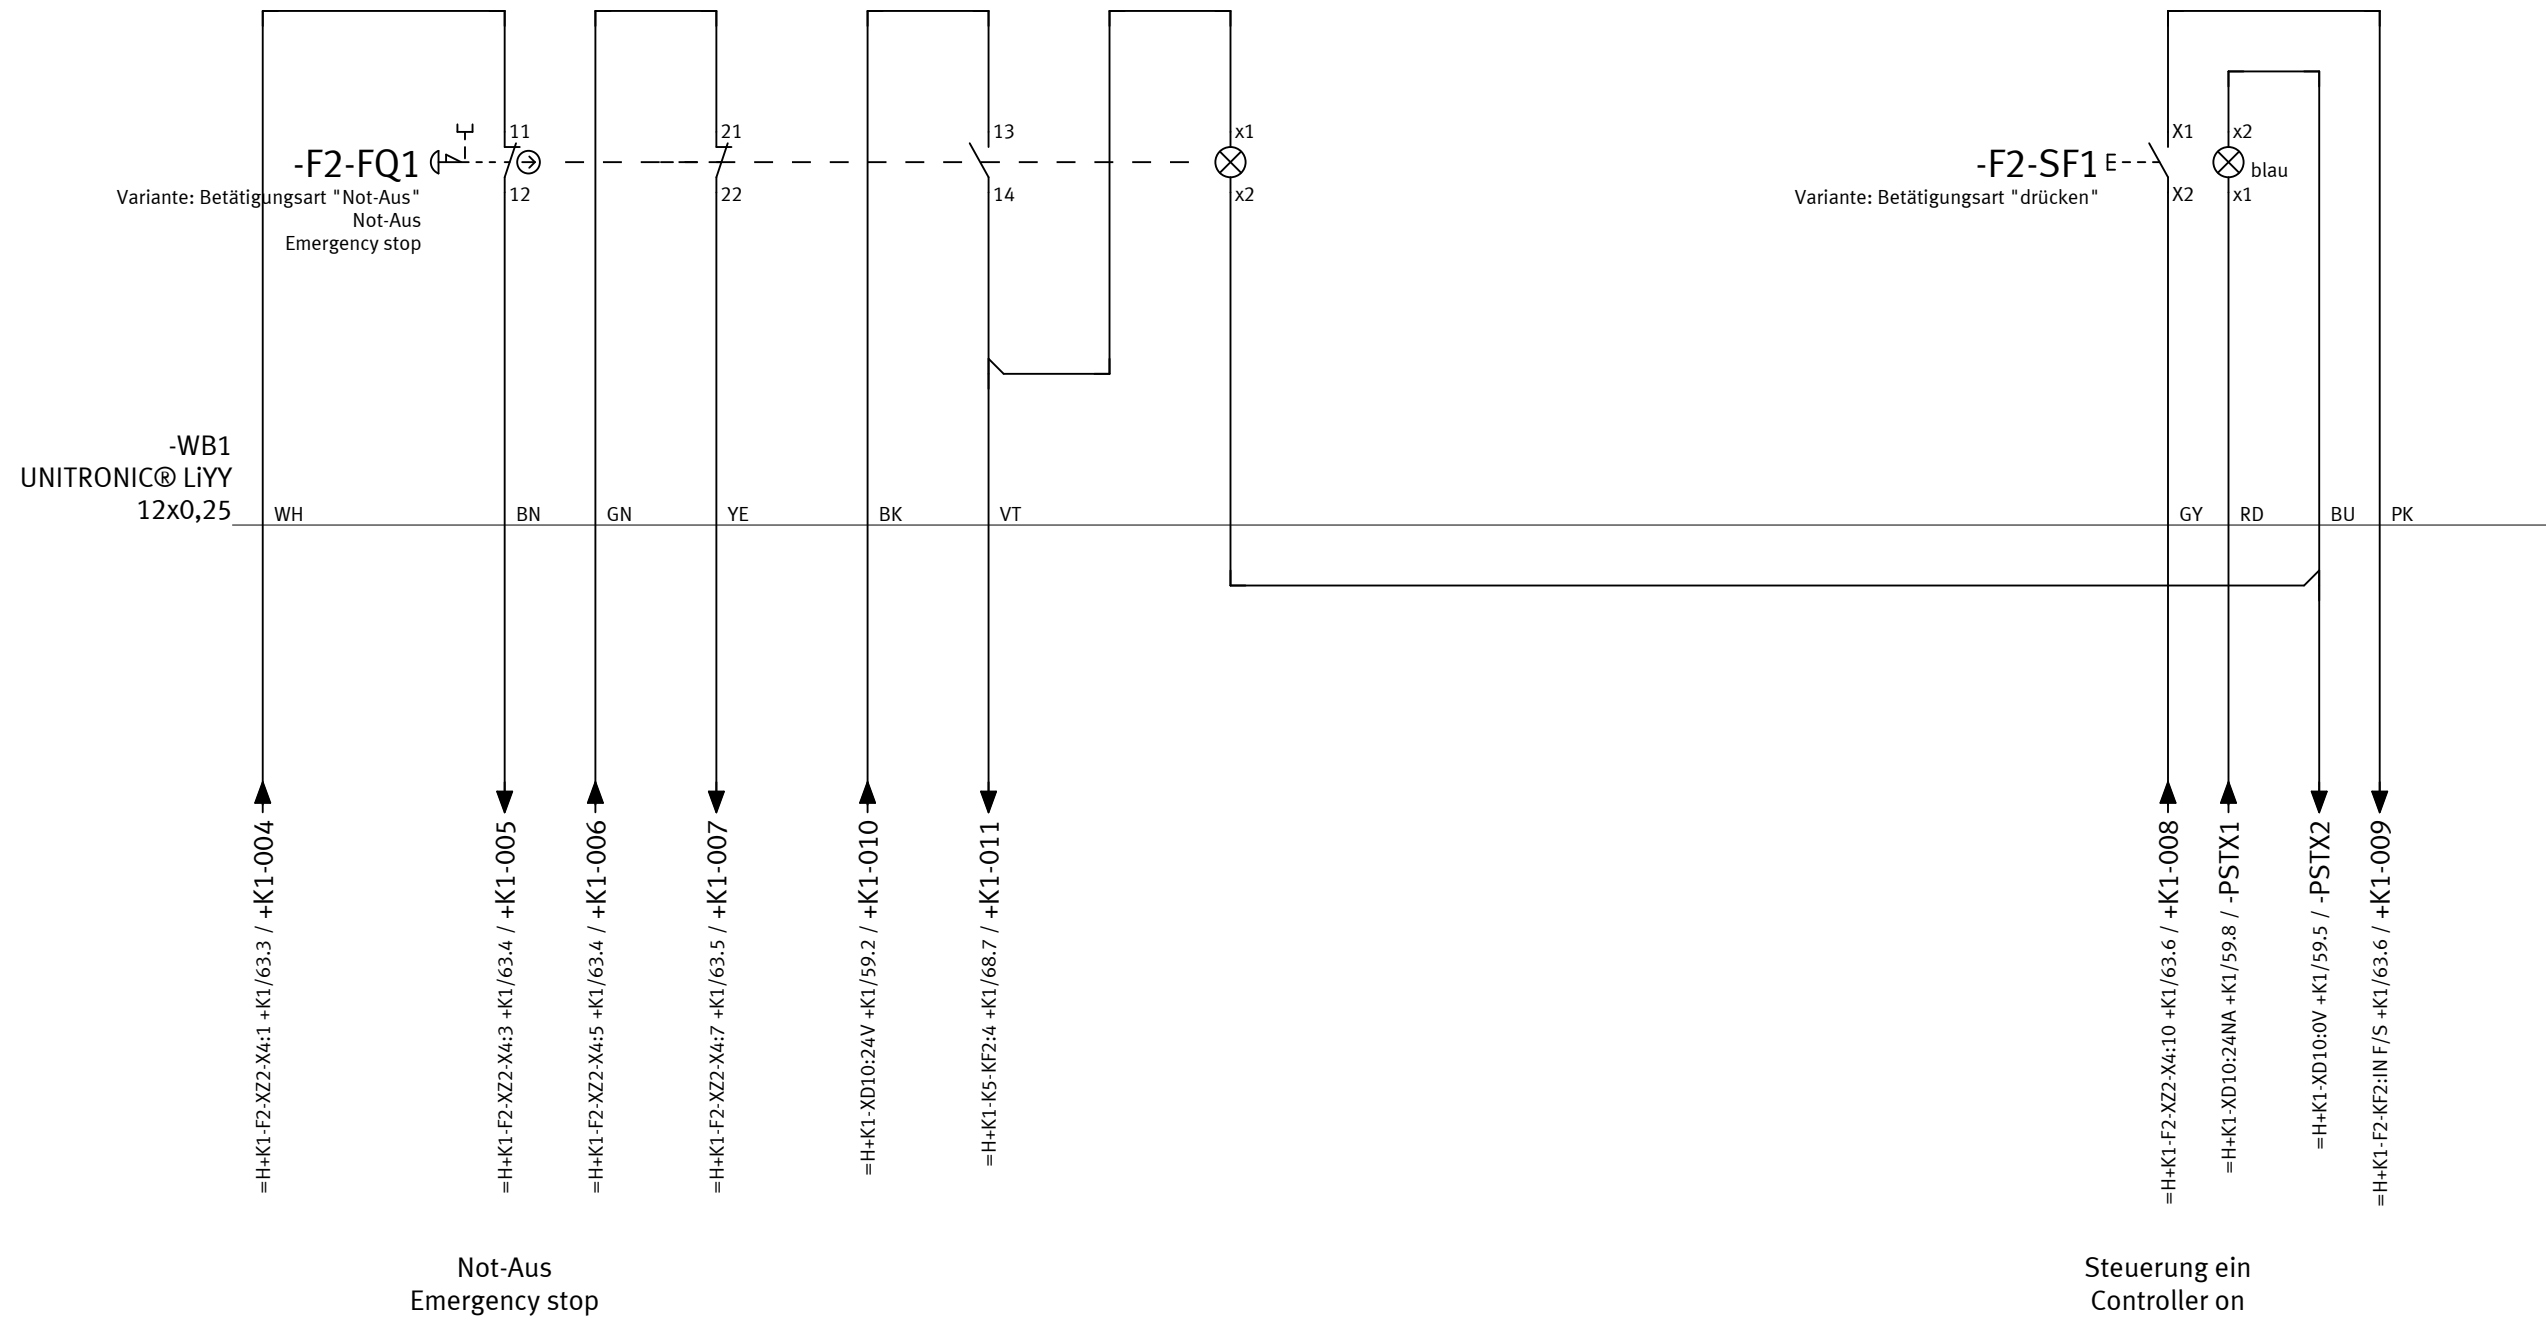 11
21
13
x1
X1
x2
-F2-FQ1
-F2-SF1
blau
Variante: Betätigungsart "Not-Aus"
12
22
14
x2
Variante: Betätigungsart "drücken"
X2
x1
Not-Aus
Emergency stop
-WB1
UNITRONIC® LiYY
12x0,25
WH
BN
GN
YE
BK
VT
GY
RD
BU
PK
=H+K1-F2-XZ2-X4:1 +K1/63.3 / +K1-004
=H+K1-F2-XZ2-X4:3 +K1/63.4 / +K1-005
=H+K1-F2-XZ2-X4:5 +K1/63.4 / +K1-006
=H+K1-F2-XZ2-X4:7 +K1/63.5 / +K1-007
=H+K1-XD10:24V +K1/59.2 / +K1-010
=H+K1-K5-KF2:4 +K1/68.7 / +K1-011
=H+K1-F2-XZ2-X4:10 +K1/63.6 / +K1-008
=H+K1-XD10:24NA +K1/59.8 / -PSTX1
=H+K1-XD10:0V +K1/59.5 / -PSTX2
=H+K1-F2-KF2:IN F/S +K1/63.6 / +K1-009
Not-Aus
Emergency stop
Steuerung ein
Controller on